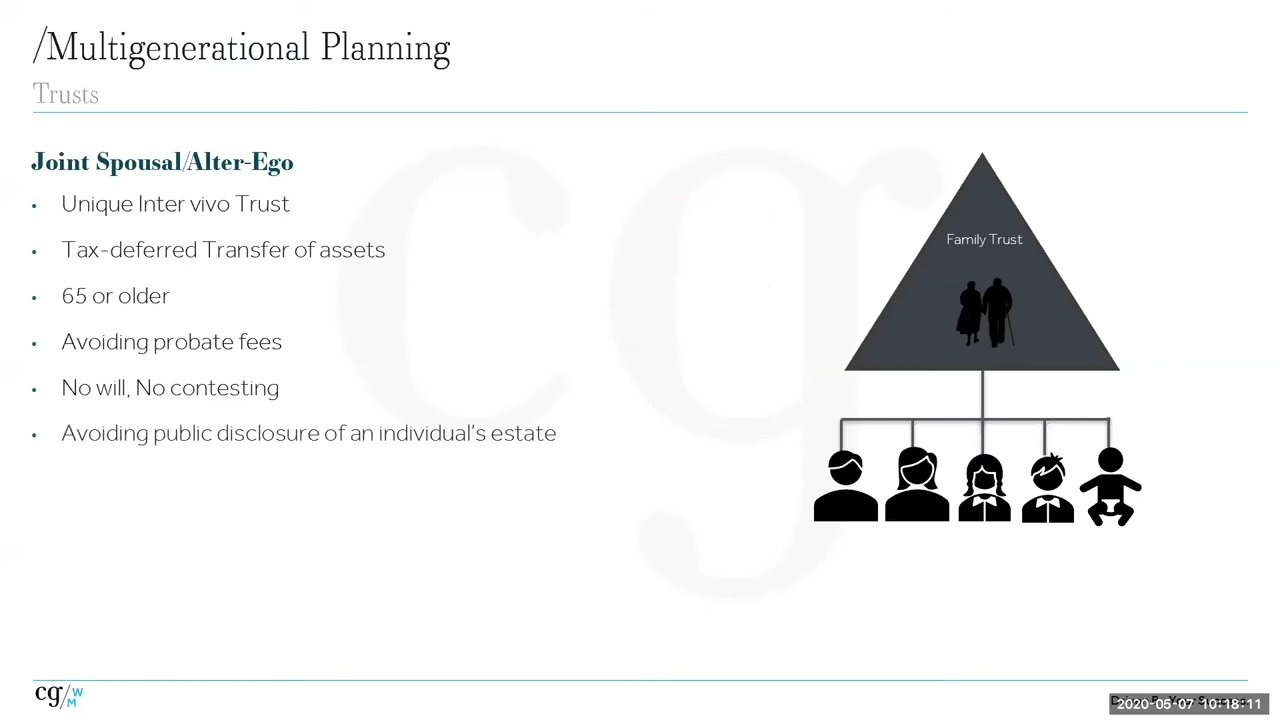 /Multigenerational Planning
Trusts
Joint Spousal/Alter-Ego
• Unique Inter vivo Trust
• Tax-deferred Transfer of assets
• 65 or older
• Avoiding probate fees
• No will, No contesting
• Avoiding public disclosure of an individual's estate
Family Trust
cg
cg/WM
2020-05-07 10:18:11